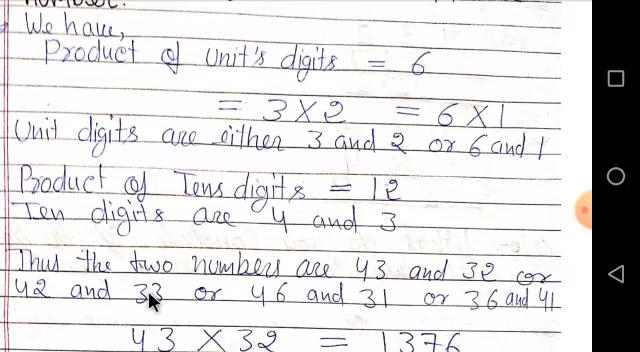 We have,
Product of Unit's digits = 6
= 3 X 2 = 6 X 1
Unit digits are either 3 and 2 or 6 and 1
Product of Tens digits = 12
Ten digits are 4 and 3
Thus the two numbers are 43 and 32 or
42 and 33 or 46 and 31 or 36 and 41
43 X 32 = 1376